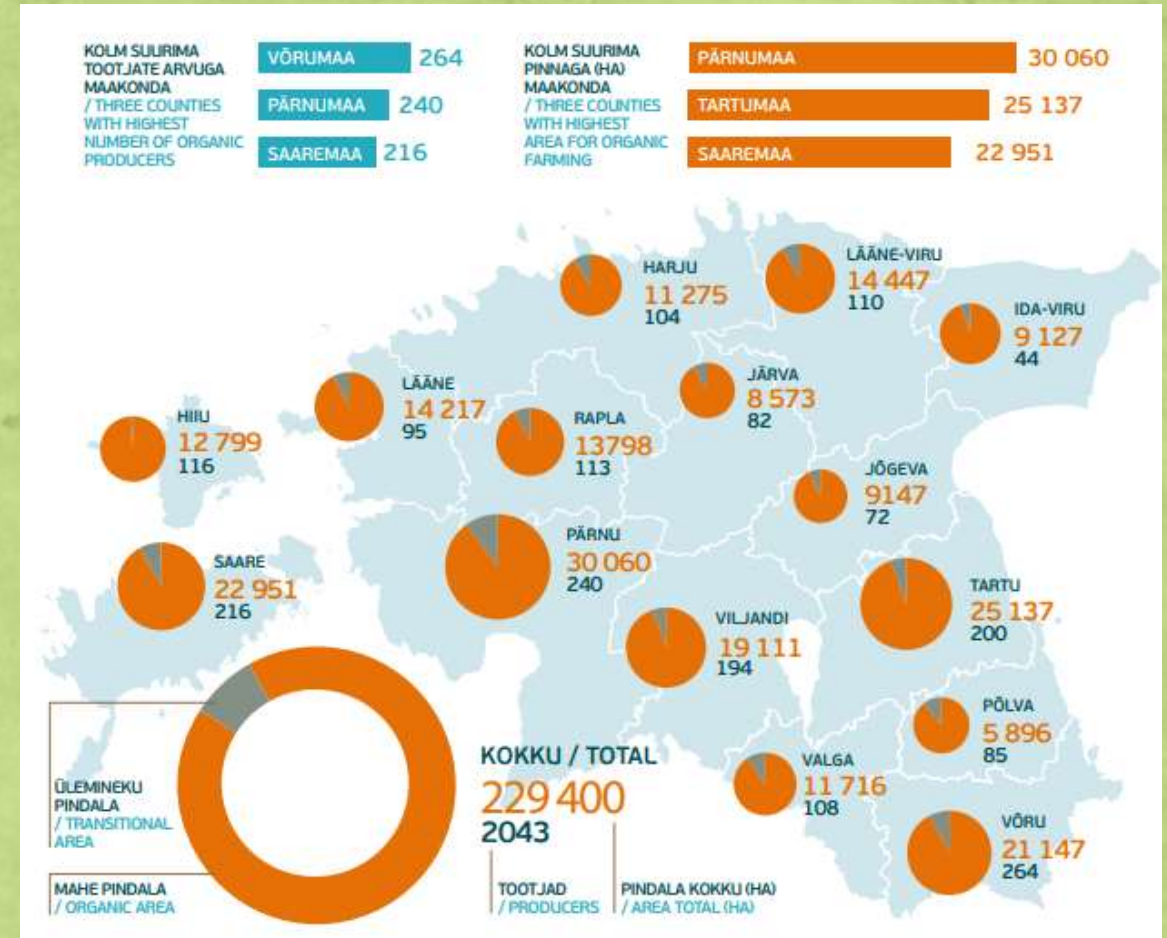 KOLM SUURIMA
TOOTJATE ARVUGA
MAAKONDA
/ THREE COUNTIES
WITH HIGHEST
NUMBER OF ORGANIC
PRODUCERS
VÕRUMAA 264
PÄRNUMAA 240
SAAREMAA 216
KOLM SUURIMA
PINNAGA (HA)
MAAKONDA
/ THREE COUNTIES
WITH HIGHEST
AREA FOR ORGANIC
FARMING
PÄRNUMAA 30 060
TARTUMAA 25 137
SAAREMAA 22 951
HARJU
11 275
104
LÄÄNE-VIRU
14 447
110
IDA-VIRU
9 127
44
LÄÄNE
14 217
95
JÄRVA
8 573
82
HIIU
12 799
116
RAPLA
13798
113
JÕGEVA
9147
72
PÄRNU
30 060
240
SAARE
22 951
216
TARTU
25 137
200
VILJANDI
19 111
194
PÕLVA
5 896
85
VALGA
11 716
108
VÕRU
21 147
264
KOKKU / TOTAL
229 400
2043
ÜLEMINEKU
PINDALA
/ TRANSITIONAL
AREA
MAHE PINDALA
/ ORGANIC AREA
TOOTJAD
/ PRODUCERS
PINDALA KOKKU (HA)
/ AREA TOTAL (HA)